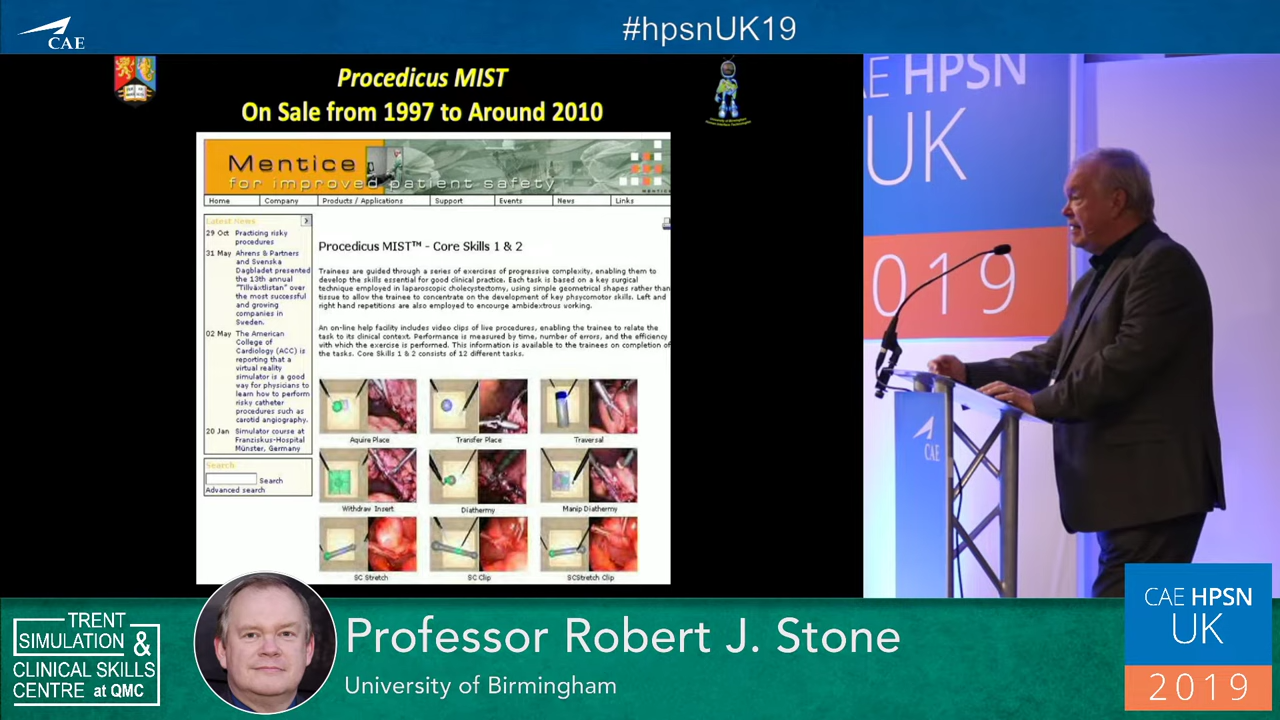 #hpsnUK19
CAE
Procedicus MIST
On Sale from 1997 to Around 2010
Mentice
for improved patient safety
MENTICE
Home
Company
Products / Applications
Support
Events
News
Links
Latest News
29 Oct Practicing risky
procedures
31 May Ahrens & Partners
and Svenska
Dagbladet presented
the 13th annual
"Tillväxtlistan" over
the most successful
and growing
companies in
Sweden.
02 May The American
College of
Cardiology (ACC) is
reporting that a
virtual reality
simulator is a good
way for physicians to
learn how to perform
risky catheter
procedures such as
carotid angiography.
20 Jan Simulator course at
Franziskus-Hospital
Münster, Germany
Search
Search
Advanced search
Procedicus MIST™ - Core Skills 1 & 2
Trainees are guided through a series of exercises of progressive complexity, enabling them to
develop the skills essential for good clinical practice. Each task is based on a key surgical
technique employed in laparoscopic cholecystectomy, using simple geometrical shapes rather than
tissue to allow the trainee to concentrate on the development of key phsycomotor skills. Left and
right hand repetitions are also employed to encourge ambidextrous working.
An on-line help facility includes video clips of live procedures, enabling the trainee to relate the
task to its clinical context. Performance is measured by time, number of errors, and the efficiency
with which the exercise is performed. This information is available to the trainees on completion of
the tasks. Core Skills 1 & 2 consists of 12 different tasks.
Aquire Place
Transfer Place
Traversal
Withdraw Insert
Diathermy
Manip Diathermy
SC Stretch
SC Clip
SCStretch Clip
AE HPSN
UK
2019
CAE
TRENT
SIMULATION &
CLINICAL SKILLS
CENTRE at QMC
Professor Robert J. Stone
University of Birmingham
CAE HPSN
UK
2019